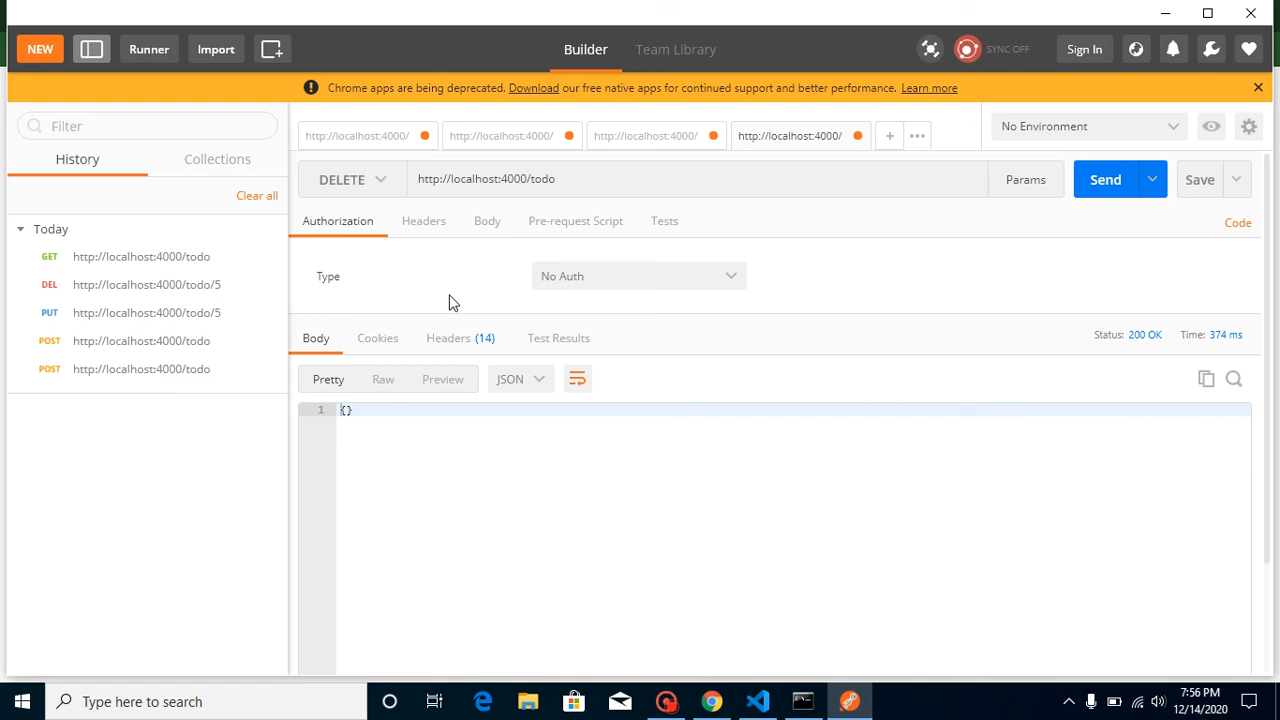 NEW
Runner
Import
Builder
Team Library
SYNC OFF
Sign In
Chrome apps are being deprecated. Download our free native apps for continued support and better performance. Learn more
Filter
History
Collections
Clear all
Today
GET http://localhost:4000/todo
DEL http://localhost:4000/todo/5
PUT http://localhost:4000/todo/5
POST http://localhost:4000/todo
POST http://localhost:4000/todo
http://localhost:4000/
http://localhost:4000/
http://localhost:4000/
http://localhost:4000/
No Environment
DELETE
http://localhost:4000/todo
Params
Send
Save
Authorization
Headers
Body
Pre-request Script
Tests
Code
Type
No Auth
Body
Cookies
Headers (14)
Test Results
Status: 200 OK
Time: 374 ms
Pretty
Raw
Preview
JSON
1 {}
Type here to search
7:56 PM
12/14/2020